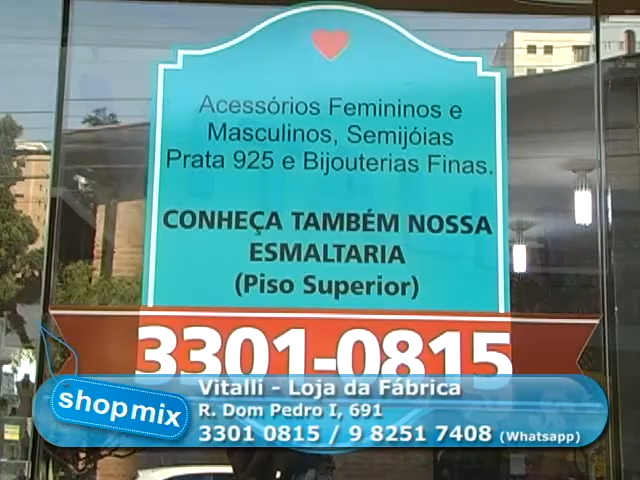 Acessórios Femininos e
Masculinos, Semijóias
Prata 925 e Bijouterias Finas.
CONHEÇA TAMBÉM NOSSA
ESMALTARIA
(Piso Superior)
3301-0815
shopmix
Vitalli - Loja da Fábrica
R. Dom Pedro I, 691
3301 0815 / 9 8251 7408 (Whatsapp)